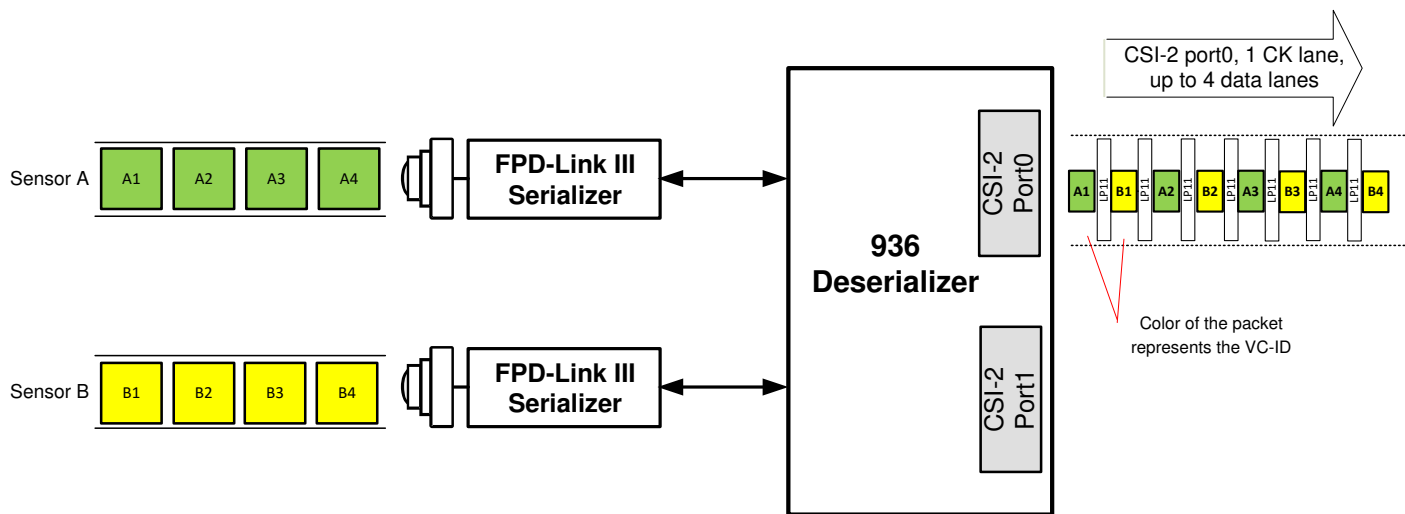 CSI-2 port0, 1 CK lane,
up to 4 data lanes
Sensor A
A1 A2 A3 A4
FPD-Link III
Serializer
CSI-2
Port0
A1 LP11 B1 LP11 A2 LP11 B2 LP11 A3 LP11 B3 LP11 A4 LP11 B4
936
Deserializer
Color of the packet
represents the VC-ID
Sensor B
B1 B2 B3 B4
FPD-Link III
Serializer
CSI-2
Port1